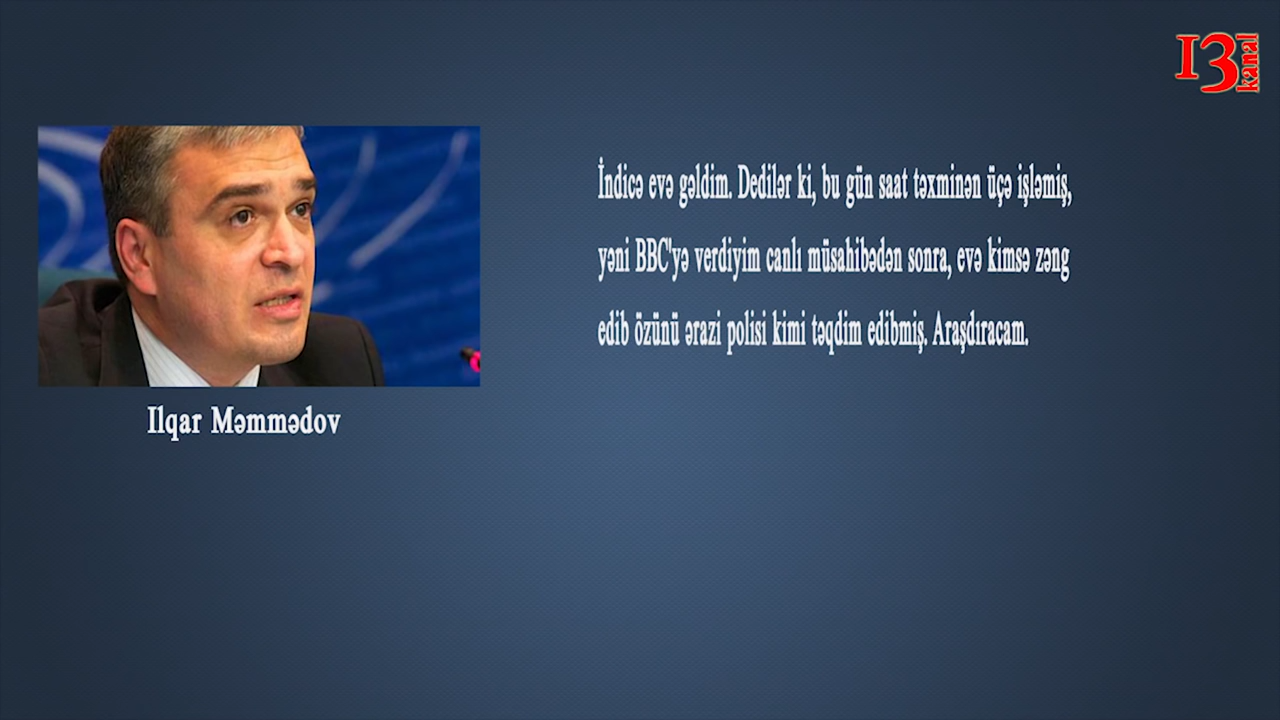 13
kanal
İndicə evə gəldim. Dedilər ki, bu gün saat təxminən üçə işləmiş,
yəni BBC'yə verdiyim canlı müsahibədən sonra, evə kimsə zəng
edib özünü ərazi polisi kimi təqdim edibmiş. Araşdıracam.
Ilqar Məmmədov